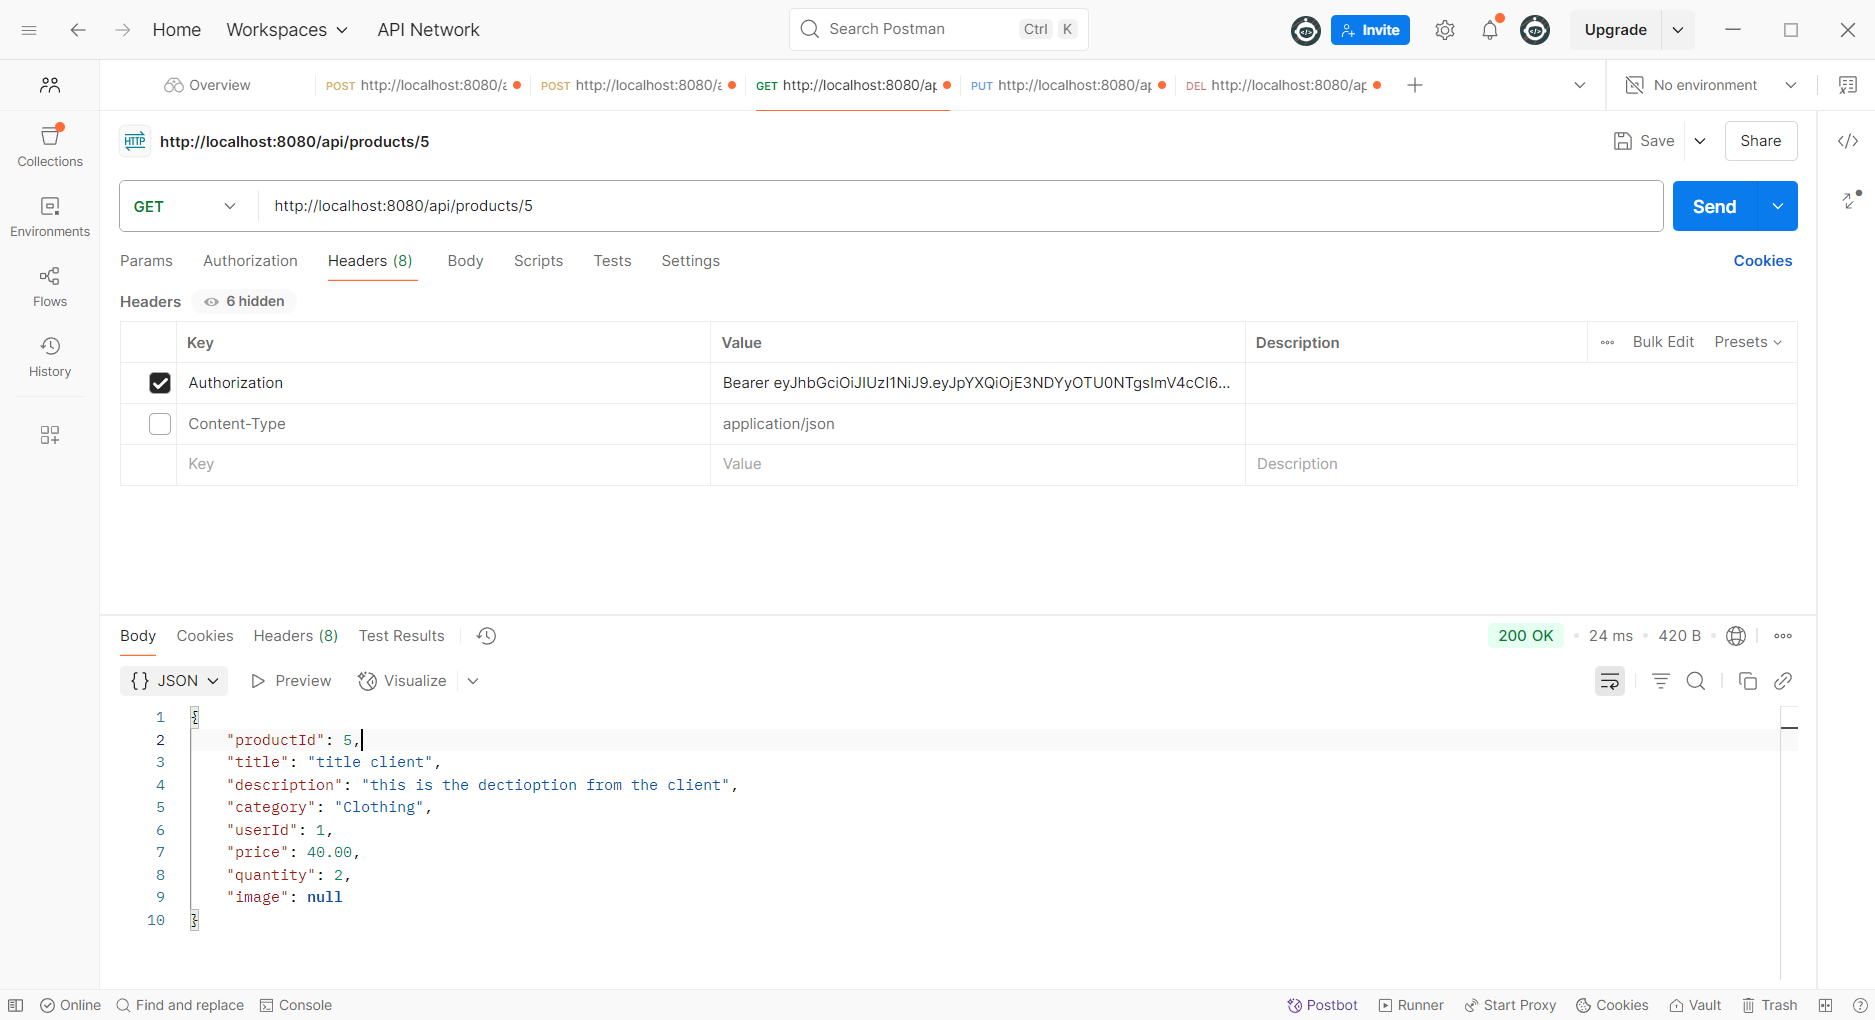 Home
Workspaces
API Network
Search Postman
Ctrl K
Invite
Upgrade
Overview
POST http://localhost:8080/a
POST http://localhost:8080/a
GET http://localhost:8080/ap
PUT http://localhost:8080/ap
DEL http://localhost:8080/ap
No environment
Collections
Environments
Flows
History
HTTP http://localhost:8080/api/products/5
Save
Share
GET http://localhost:8080/api/products/5
Send
Params Authorization Headers (8) Body Scripts Tests Settings
Cookies
Headers 6 hidden
Key Value Description Bulk Edit Presets
Authorization Bearer eyJhbGciOiJIUzI1NiJ9.eyJpYXQiOjE3NDYyOTU0NTgsImV4cCI6...
Content-Type application/json
Key Value Description
Body Cookies Headers (8) Test Results
200 OK 24 ms 420 B
{} JSON Preview Visualize
1 {
2 "productId": 5,
3 "title": "title client",
4 "description": "this is the dectioption from the client",
5 "category": "Clothing",
6 "userId": 1,
7 "price": 40.00,
8 "quantity": 2,
9 "image": null
10 }
Online Find and replace Console
Postbot Runner Start Proxy Cookies Vault Trash